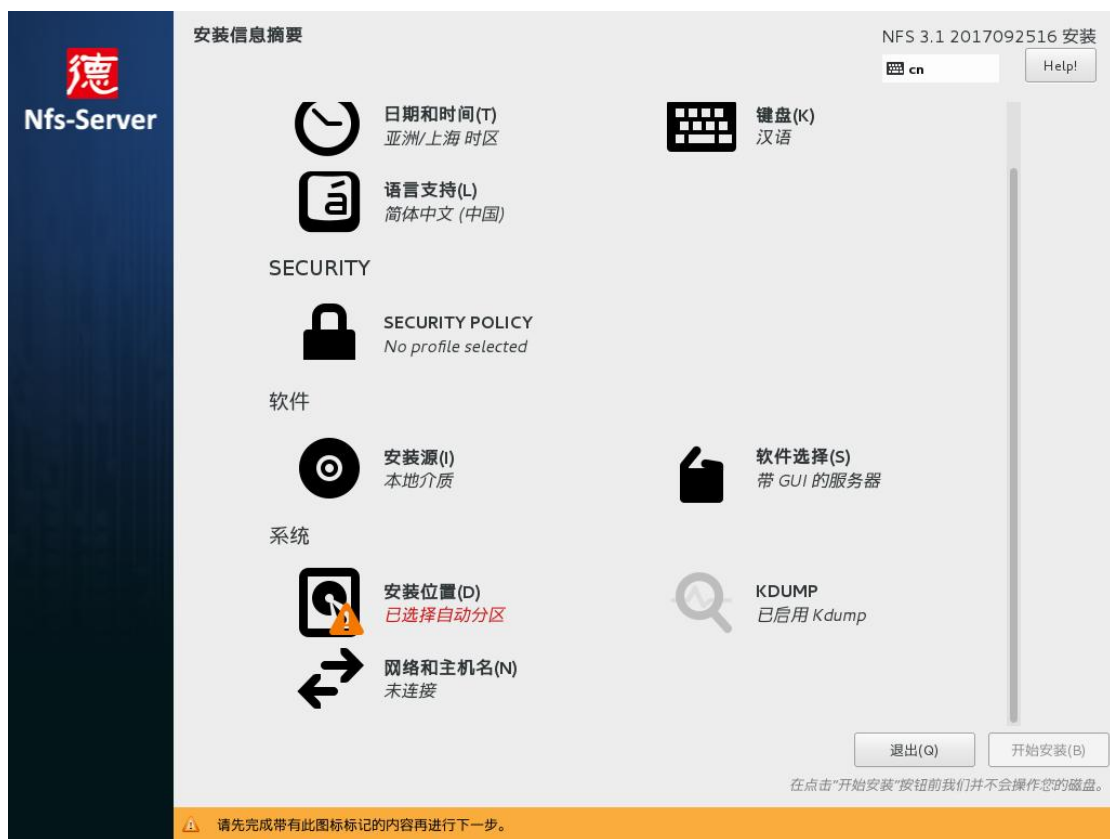 德
Nfs-Server
安装信息摘要
NFS 3.1 2017092516 安装
cn
Help!
日期和时间(T)
亚洲/上海 时区
键盘(K)
汉语
语言支持(L)
简体中文 (中国)
SECURITY
SECURITY POLICY
No profile selected
软件
安装源(I)
本地介质
软件选择(S)
带 GUI 的服务器
系统
安装位置(D)
已选择自动分区
KDUMP
已启用 Kdump
网络和主机名(N)
未连接
退出(Q)
开始安装(B)
在点击"开始安装"按钮前我们并不会操作您的磁盘。
请先完成带有此图标标记的内容再进行下一步。